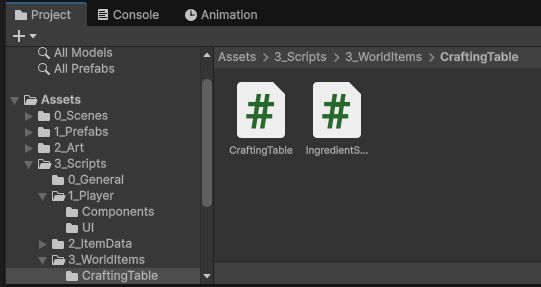 Project
Console
Animation
All Models
All Prefabs
Assets
0_Scenes
1_Prefabs
2_Art
3_Scripts
0_General
1_Player
Components
UI
2_ItemData
3_WorldItems
CraftingTable
Assets > 3_Scripts > 3_WorldItems > CraftingTable
# #
CraftingTable
IngredientS...